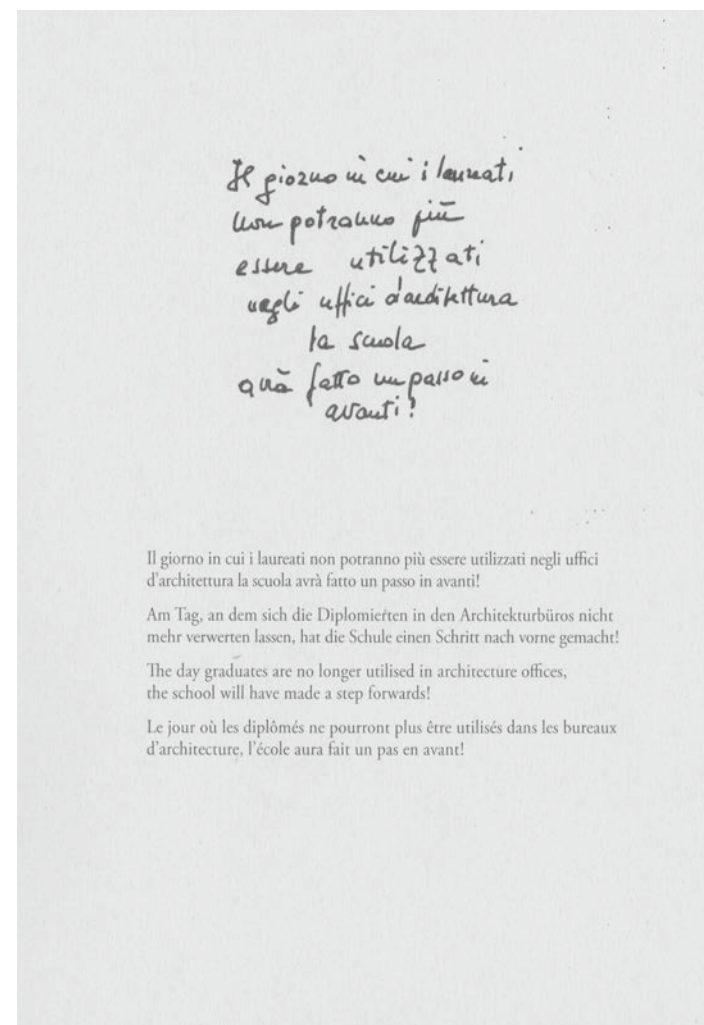 Il giorno in cui i laureati
non potranno più
essere utilizzati
negli uffici d'architettura
la scuola
avrà fatto un passo in
avanti!
Il giorno in cui i laureati non potranno più essere utilizzati negli uffici
d'architettura la scuola avrà fatto un passo in avanti!
Am Tag, an dem sich die Diplomierten in den Architekturbüros nicht
mehr verwerten lassen, hat die Schule einen Schritt nach vorne gemacht!
The day graduates are no longer utilised in architecture offices,
the school will have made a step forwards!
Le jour où les diplômés ne pourront plus être utilisés dans les bureaux
d'architecture, l'école aura fait un pas en avant!